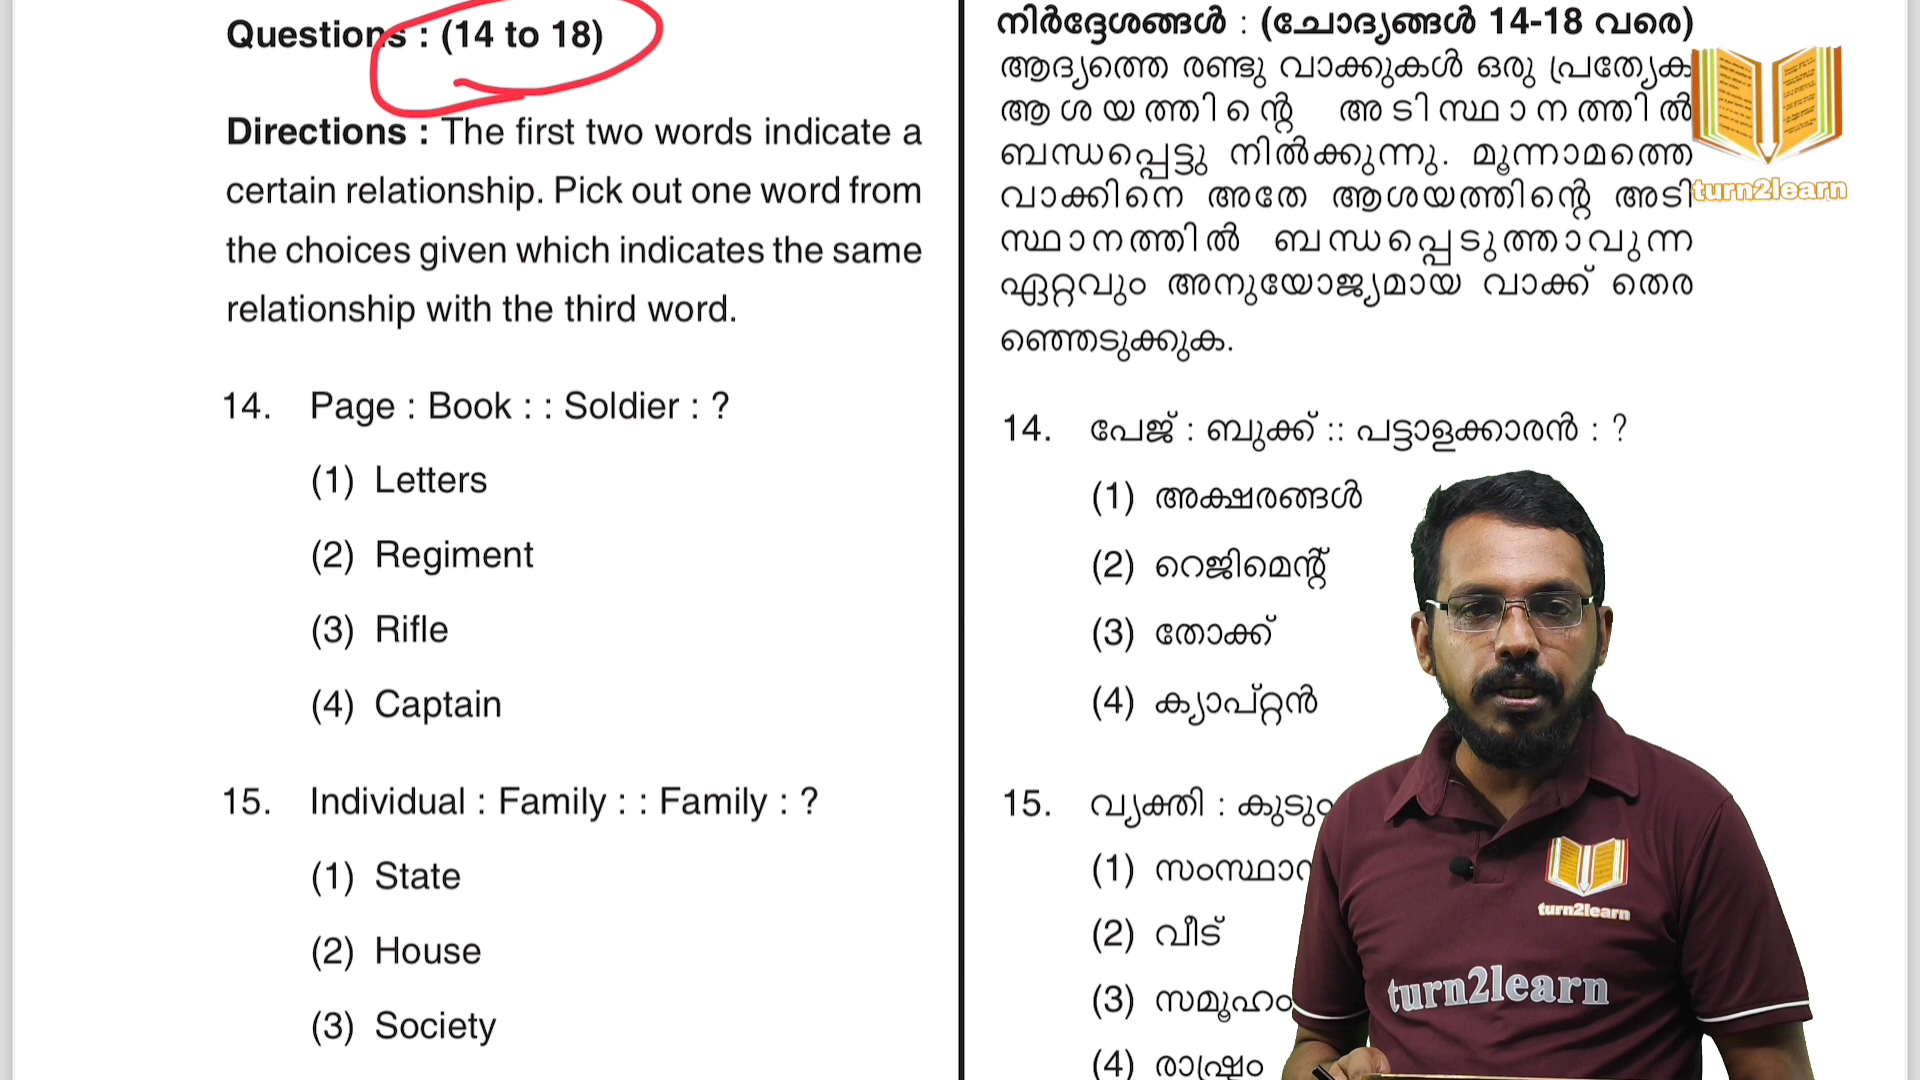 Questions : (14 to 18)
Directions : The first two words indicate a
certain relationship. Pick out one word from
the choices given which indicates the same
relationship with the third word.
14. Page : Book : : Soldier : ?
(1) Letters
(2) Regiment
(3) Rifle
(4) Captain
15. Individual : Family : : Family : ?
(1) State
(2) House
(3) Society
നിർദ്ദേശങ്ങൾ : (ചോദ്യങ്ങൾ 14-18 വരെ)
ആദ്യത്തെ രണ്ടു വാക്കുകൾ ഒരു പ്രത്യേക
ആശയത്തിന്റെ അടിസ്ഥാനത്തിൽ
ബന്ധപ്പെട്ടു നിൽക്കുന്നു. മൂന്നാമത്തെ
വാക്കിനെ അതേ ആശയത്തിന്റെ അടി
സ്ഥാനത്തിൽ ബന്ധപ്പെടുത്താവുന്ന
ഏറ്റവും അനുയോജ്യമായ വാക്ക് തെര
ഞ്ഞെടുക്കുക.
14. പേജ് : ബുക്ക് :: പട്ടാളക്കാരൻ : ?
(1) അക്ഷരങ്ങൾ
(2) റെജിമെന്റ്
(3) തോക്ക്
(4) ക്യാപ്റ്റൻ
15. വ്യക്തി :
(1)
(2) വീട്
(3) സമൂഹം
(4) രാഷ്ട്രം
turn2learn
turn2learn
turn2learn